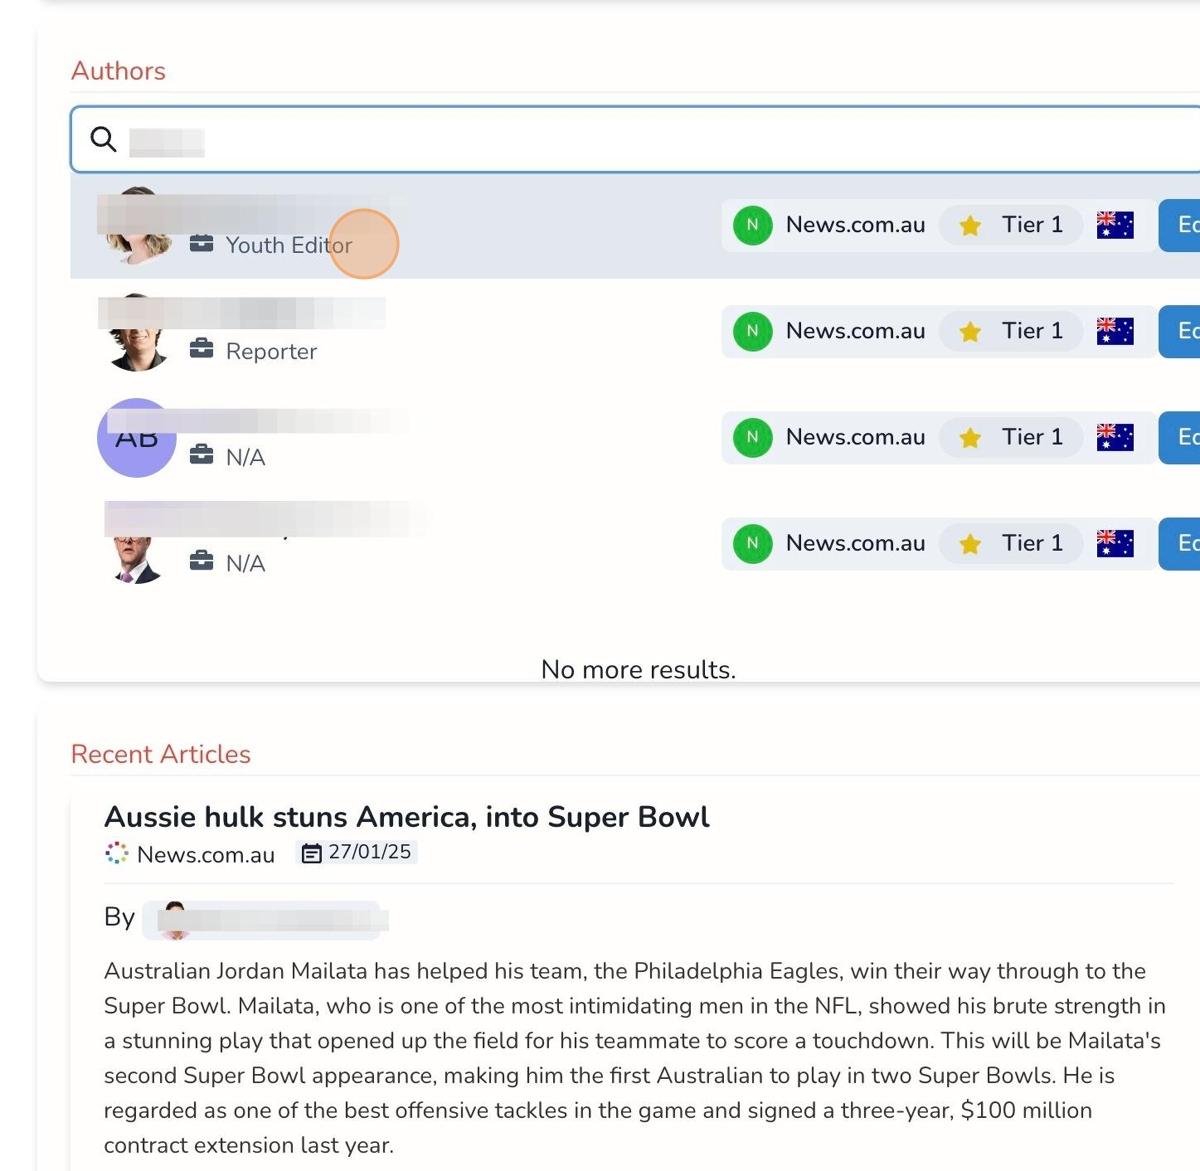 Authors
Youth Editor
N News.com.au Tier 1 Ed
Reporter
N News.com.au Tier 1 Ed
AB
N/A
N News.com.au Tier 1 Ed
N/A
N News.com.au Tier 1 Ed
No more results.
Recent Articles
Aussie hulk stuns America, into Super Bowl
News.com.au 27/01/25
By
Australian Jordan Mailata has helped his team, the Philadelphia Eagles, win their way through to the
Super Bowl. Mailata, who is one of the most intimidating men in the NFL, showed his brute strength in
a stunning play that opened up the field for his teammate to score a touchdown. This will be Mailata's
second Super Bowl appearance, making him the first Australian to play in two Super Bowls. He is
regarded as one of the best offensive tackles in the game and signed a three-year, $100 million
contract extension last year.